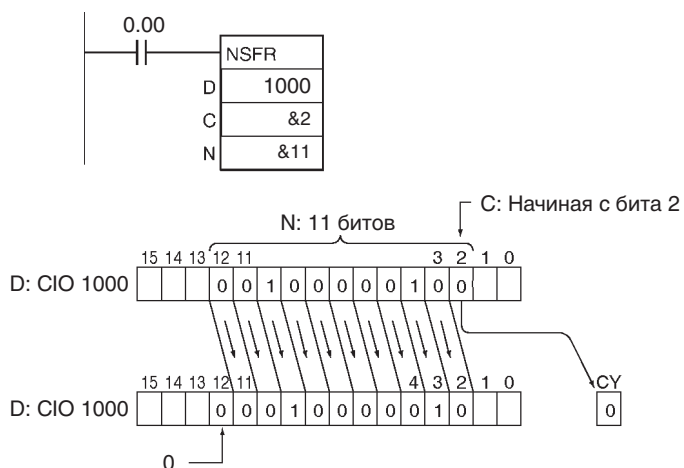 0.00
NSFR
D 1000
C &2
N &11
C: Начиная с бита 2
N: 11 битов
15 14 13 12 11 3 2 1 0
D: CIO 1000 0 0 1 0 0 0 0 0 1 0 0
15 14 13 12 11 4 3 2 1 0 CY
D: CIO 1000 0 0 0 1 0 0 0 0 0 1 0 0
0